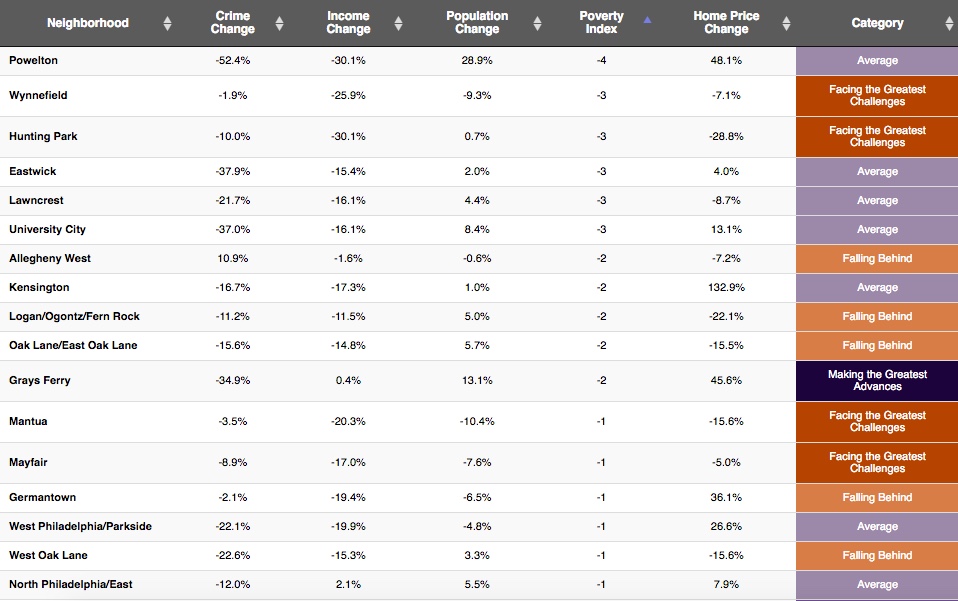 Neighborhood Crime Change Income Change Population Change Poverty Index Home Price Change Category
Powelton -52.4% -30.1% 28.9% -4 48.1% Average
Wynnefield -1.9% -25.9% -9.3% -3 -7.1% Facing the Greatest Challenges
Hunting Park -10.0% -30.1% 0.7% -3 -28.8% Facing the Greatest Challenges
Eastwick -37.9% -15.4% 2.0% -3 4.0% Average
Lawncrest -21.7% -16.1% 4.4% -3 -8.7% Average
University City -37.0% -16.1% 8.4% -3 13.1% Average
Allegheny West 10.9% -1.6% -0.6% -2 -7.2% Falling Behind
Kensington -16.7% -17.3% 1.0% -2 132.9% Average
Logan/Ogontz/Fern Rock -11.2% -11.5% 5.0% -2 -22.1% Falling Behind
Oak Lane/East Oak Lane -15.6% -14.8% 5.7% -2 -15.5% Falling Behind
Grays Ferry -34.9% 0.4% 13.1% -2 45.6% Making the Greatest Advances
Mantua -3.5% -20.3% -10.4% -1 -15.6% Facing the Greatest Challenges
Mayfair -8.9% -17.0% -7.6% -1 -5.0% Facing the Greatest Challenges
Germantown -2.1% -19.4% -6.5% -1 36.1% Falling Behind
West Philadelphia/Parkside -22.1% -19.9% -4.8% -1 26.6% Average
West Oak Lane -22.6% -15.3% 3.3% -1 -15.6% Falling Behind
North Philadelphia/East -12.0% 2.1% 5.5% -1 7.9% Average